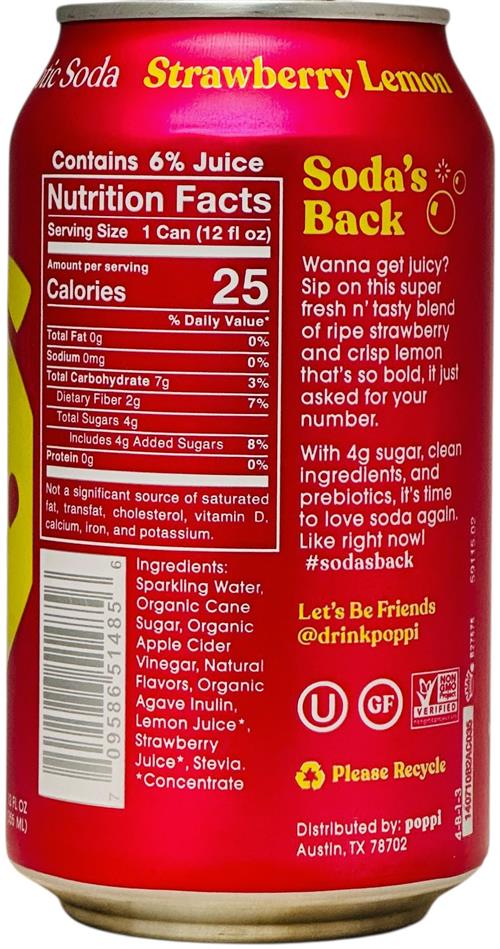 tic Soda Strawberry Lemon
Contains 6% Juice
Nutrition Facts
Serving Size 1 Can (12 fl oz)
Amount per serving
Calories 25
% Daily Value*
Total Fat 0g 0%
Sodium 0mg 0%
Total Carbohydrate 7g 3%
Dietary Fiber 2g 7%
Total Sugars 4g
Includes 4g Added Sugars 8%
Protein 0g 0%
Not a significant source of saturated
fat, transfat, cholesterol, vitamin D,
calcium, iron, and potassium.
Ingredients:
Sparkling Water,
Organic Cane
Sugar, Organic
Apple Cider
Vinegar, Natural
Flavors, Organic
Agave Inulin,
Lemon Juice*,
Strawberry
Juice*, Stevia.
*Concentrate
7 09586 51485 6
Soda's
Back
Wanna get juicy?
Sip on this super
fresh n' tasty blend
of ripe strawberry
and crisp lemon
that's so bold, it just
asked for your
number.
With 4g sugar, clean
ingredients, and
prebiotics, it's time
to love soda again.
Like right now!
#sodasback
Let's Be Friends
@drinkpoppi
U
GF
NON
GMO
Project
VERIFIED
Please Recycle
Distributed by: poppi
Austin, TX 78702
4-B-1-3